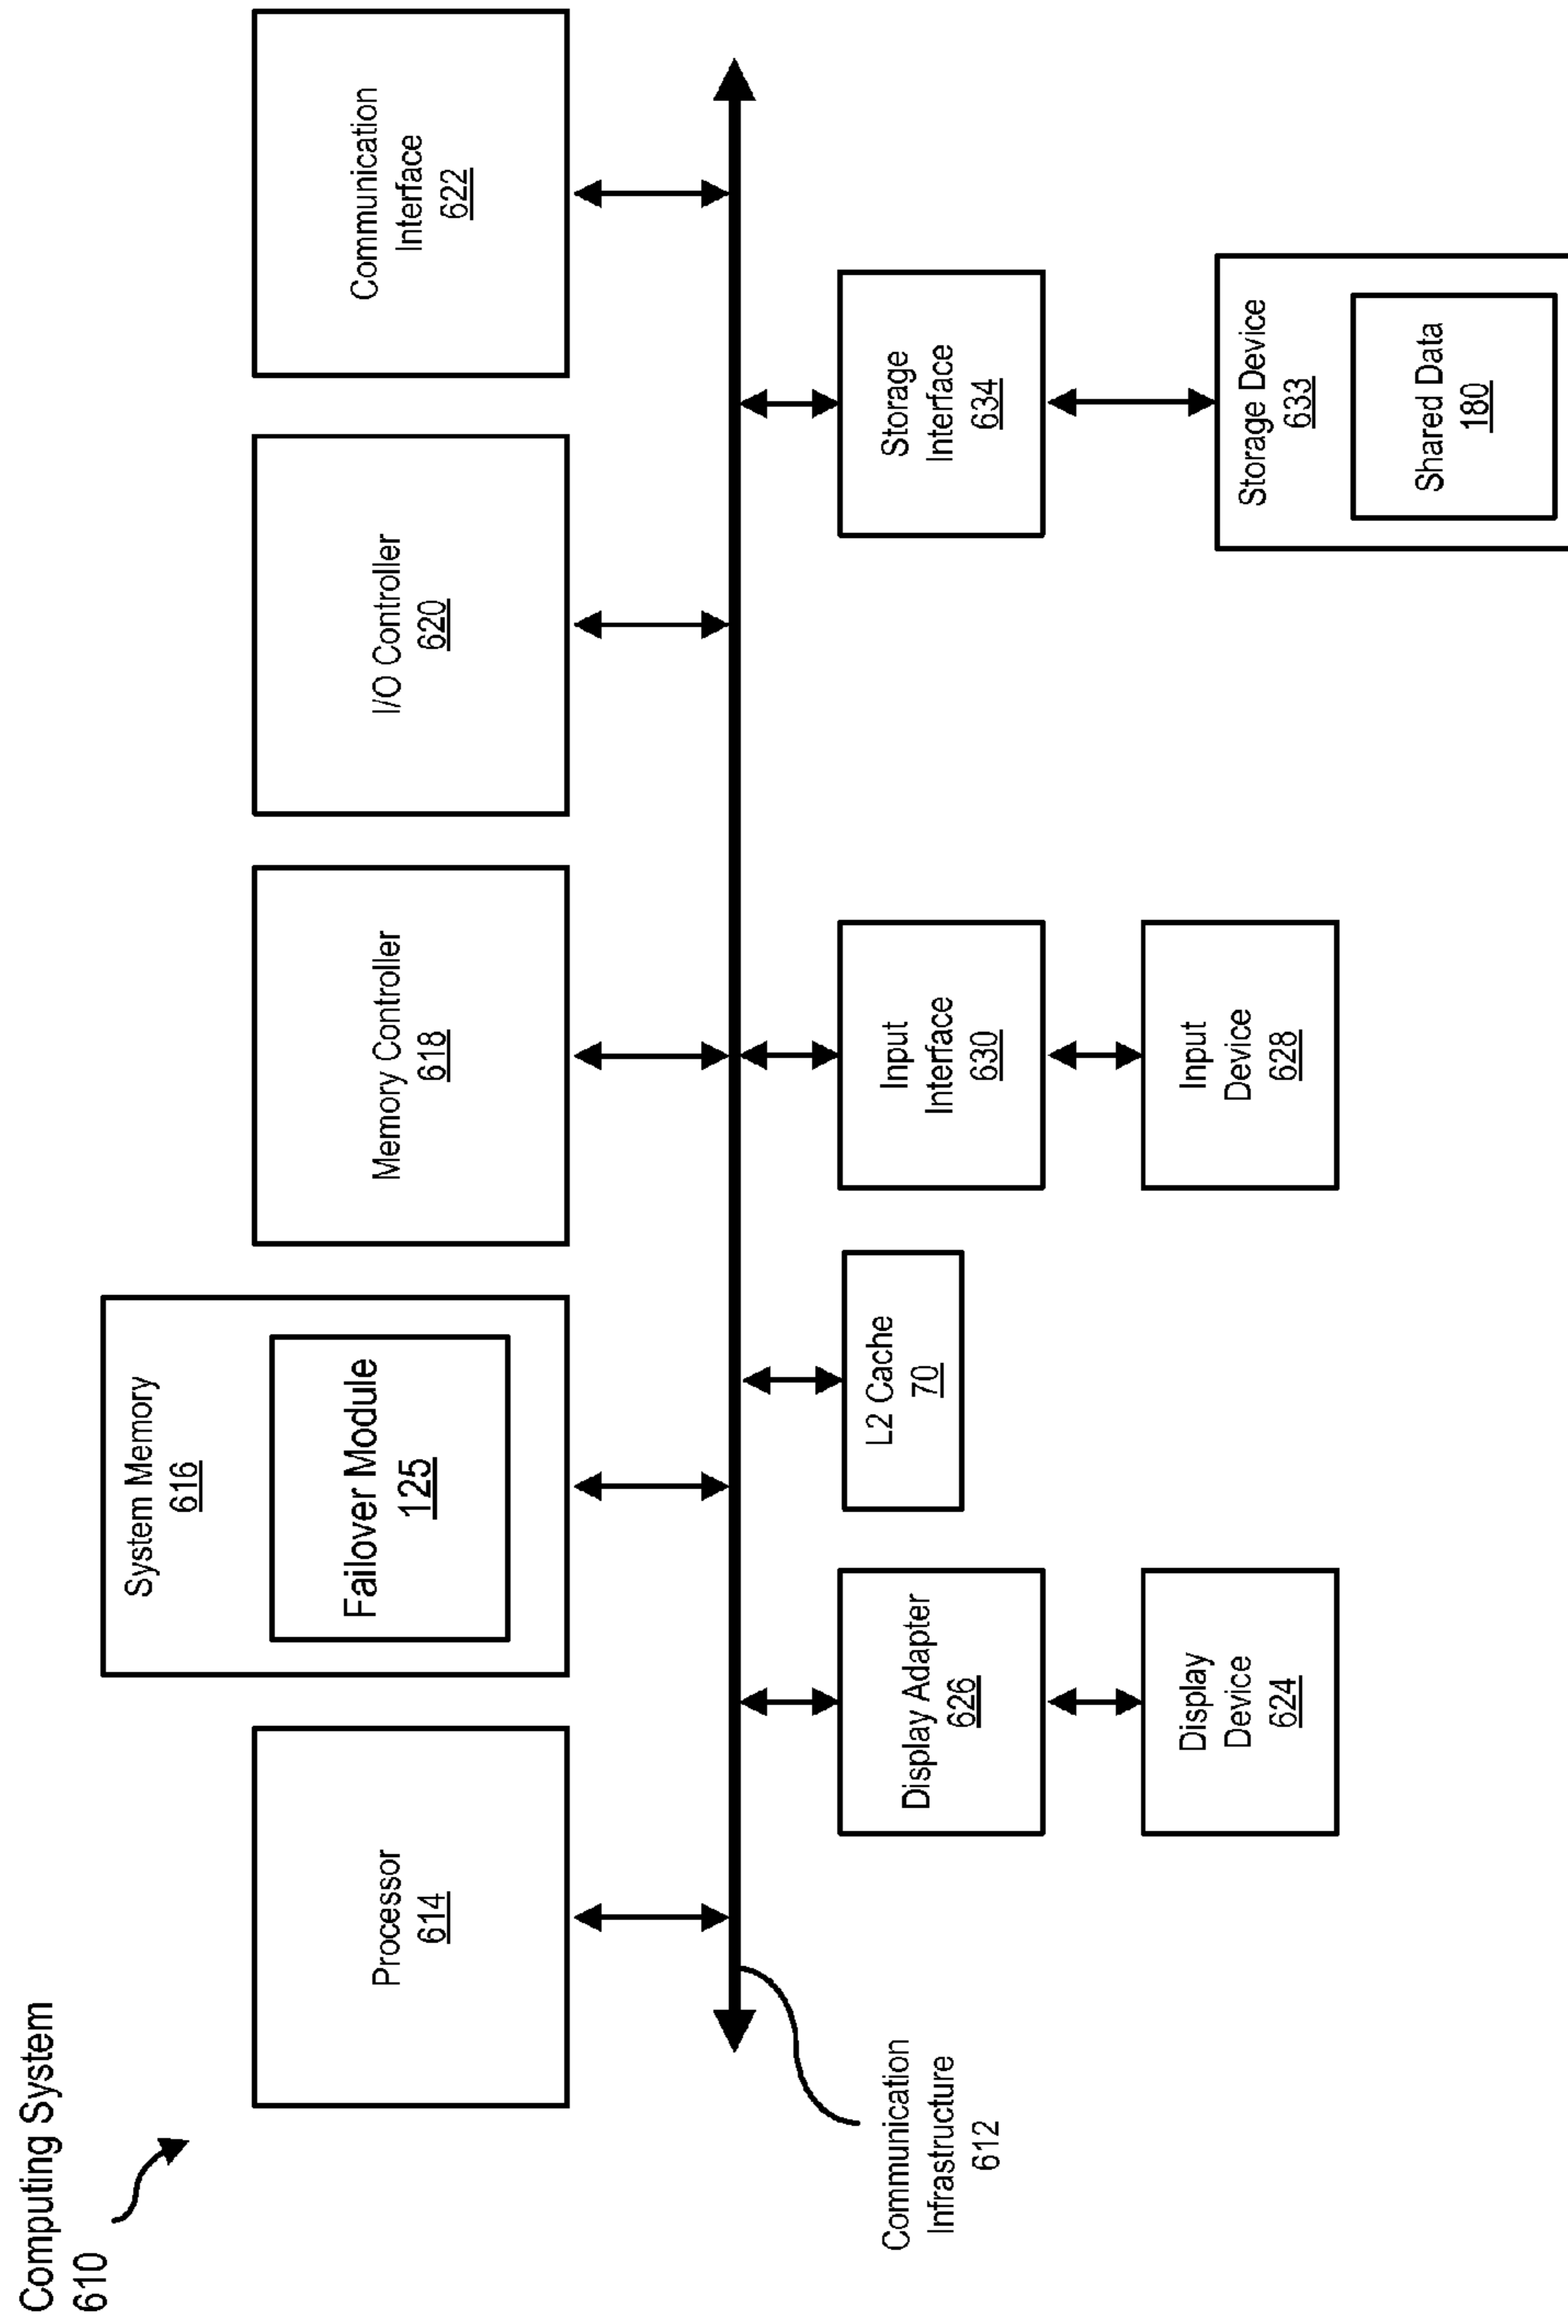 Computing System
610
Processor
614
System Memory
616
Failover Module
125
Memory Controller
618
I/O Controller
620
Communication
Interface
622
Communication
Infrastructure
612
Display Adapter
626
L2 Cache
70
Input
Interface
630
Storage
Interface
634
Display
Device
624
Input
Device
628
Storage Device
633
Shared Data
180